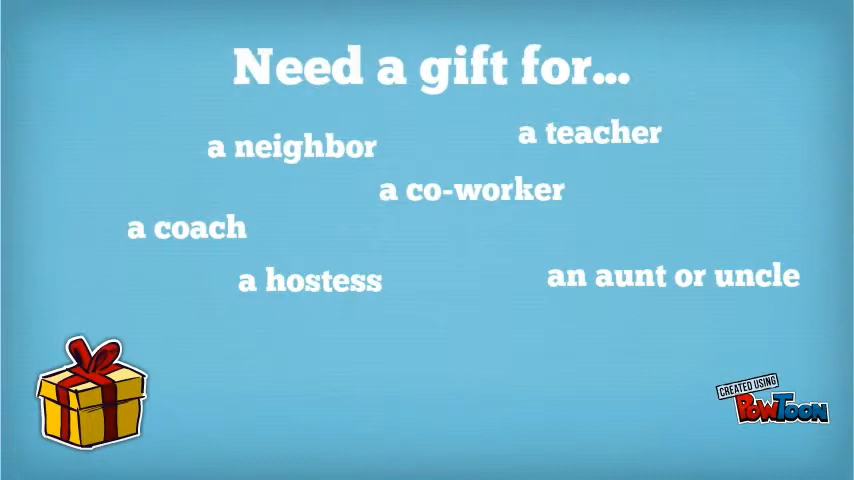 Need a gift for...
a neighbor
a teacher
a co-worker
a coach
a hostess
an aunt or uncle
CREATED USING
POWTOON